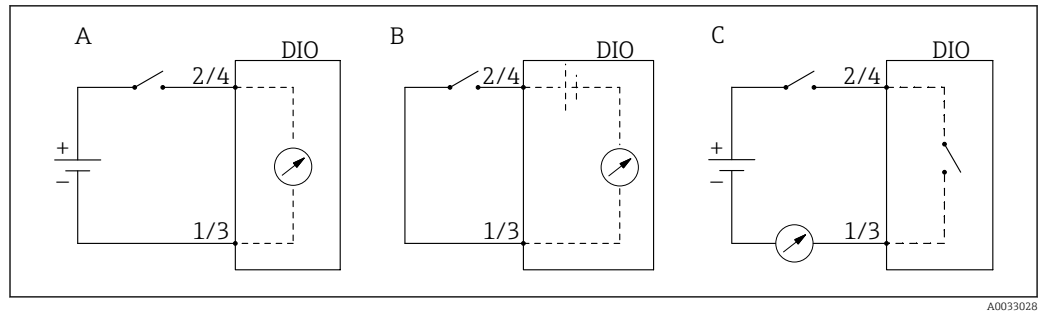 A B C
DIO DIO DIO
2/4 2/4 2/4
+ +
− −
1/3 1/3 1/3
A0033028